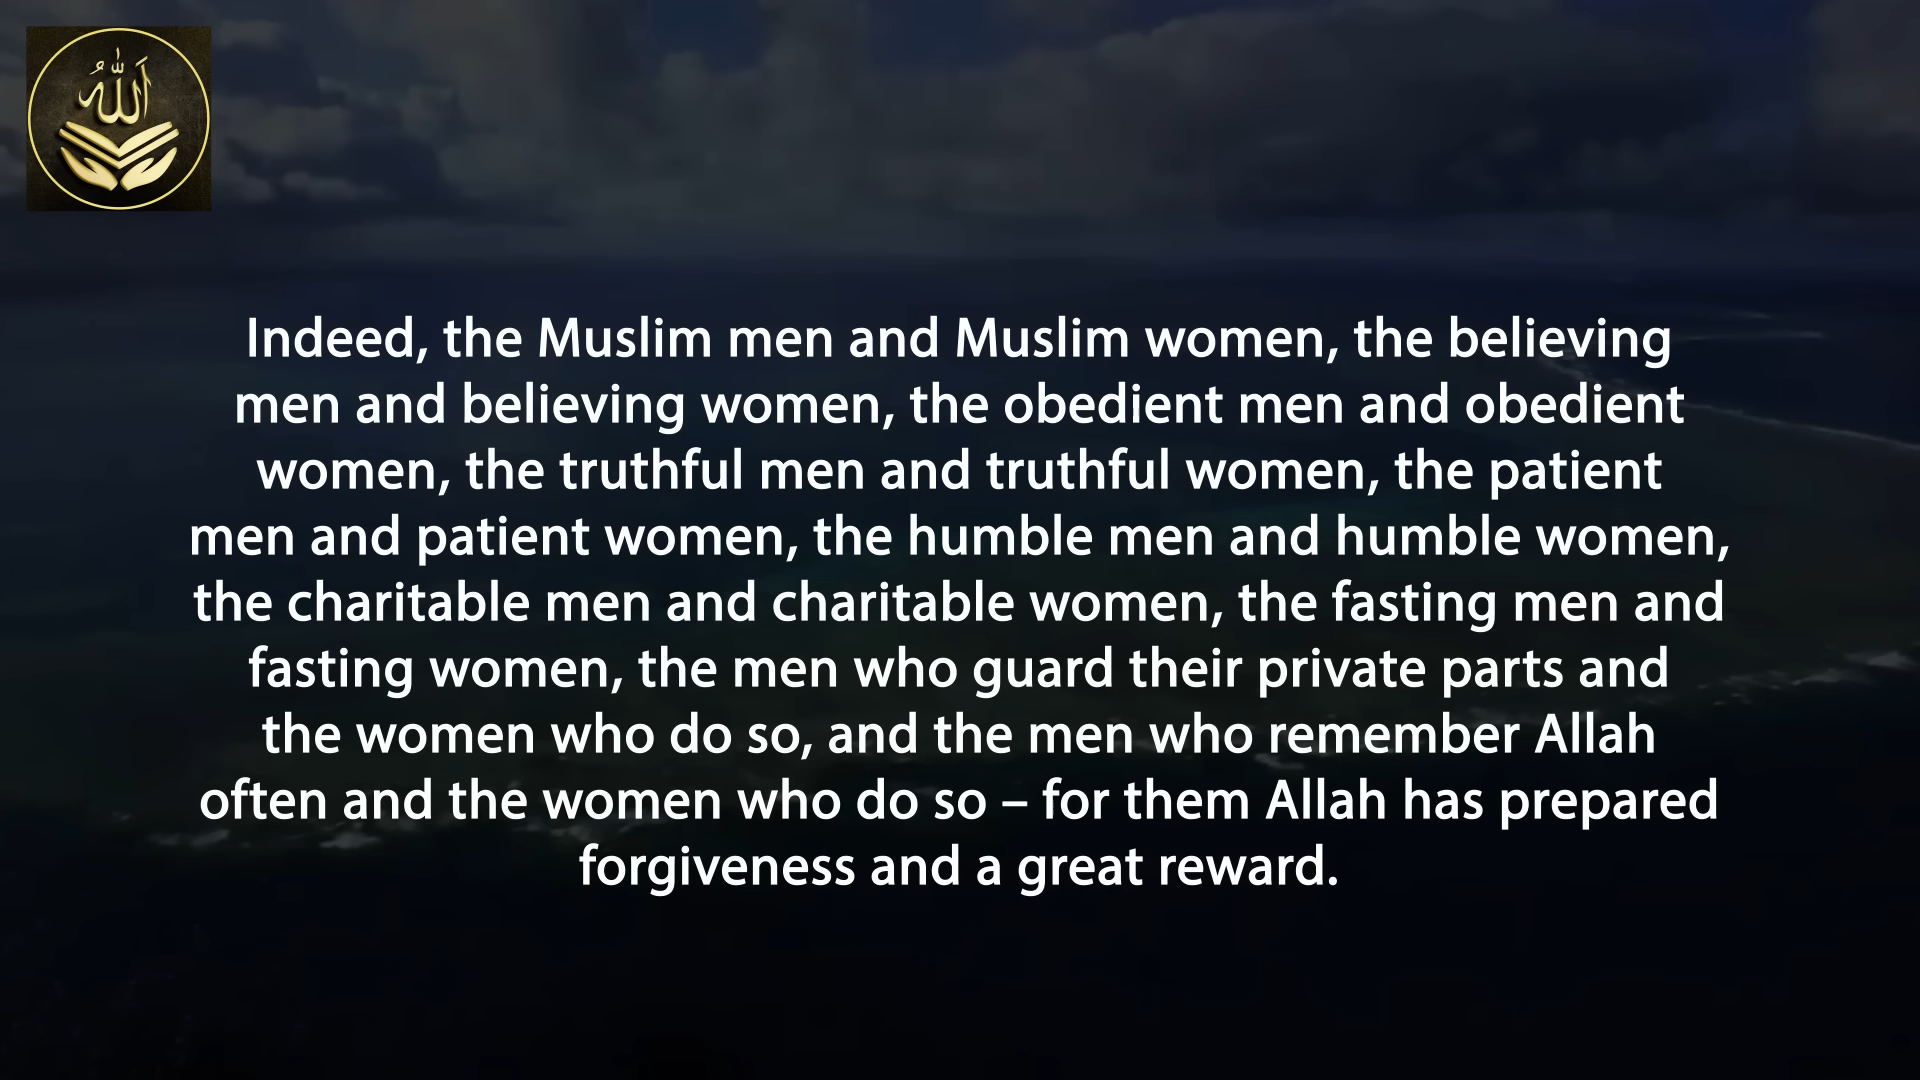 اَللّٰهُ
Indeed, the Muslim men and Muslim women, the believing
men and believing women, the obedient men and obedient
women, the truthful men and truthful women, the patient
men and patient women, the humble men and humble women,
the charitable men and charitable women, the fasting men and
fasting women, the men who guard their private parts and
the women who do so, and the men who remember Allah
often and the women who do so – for them Allah has prepared
forgiveness and a great reward.